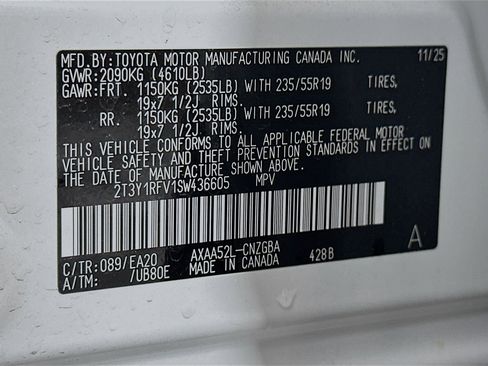 MFD.BY:TOYOTA MOTOR MANUFACTURING CANADA INC. 11/25
GVWR:2090KG (4610LB)
GAWR:FRT. 1150KG (2535LB) WITH 235/55R19 TIRES,
19x7 1/2J RIMS.
RR. 1150KG (2535LB) WITH 235/55R19 TIRES,
19x7 1/2J RIMS.
THIS VEHICLE CONFORMS TO ALL APPLICABLE FEDERAL MOTOR
VEHICLE SAFETY AND THEFT PREVENTION STANDARDS IN EFFECT ON
THE DATE OF MANUFACTURE SHOWN ABOVE.
2T3Y1RFV1SW436605 MPV
C/TR:089/EA20 AXAA52L-CNZGBA A
A/TM: /UB80E MADE IN CANADA 428B